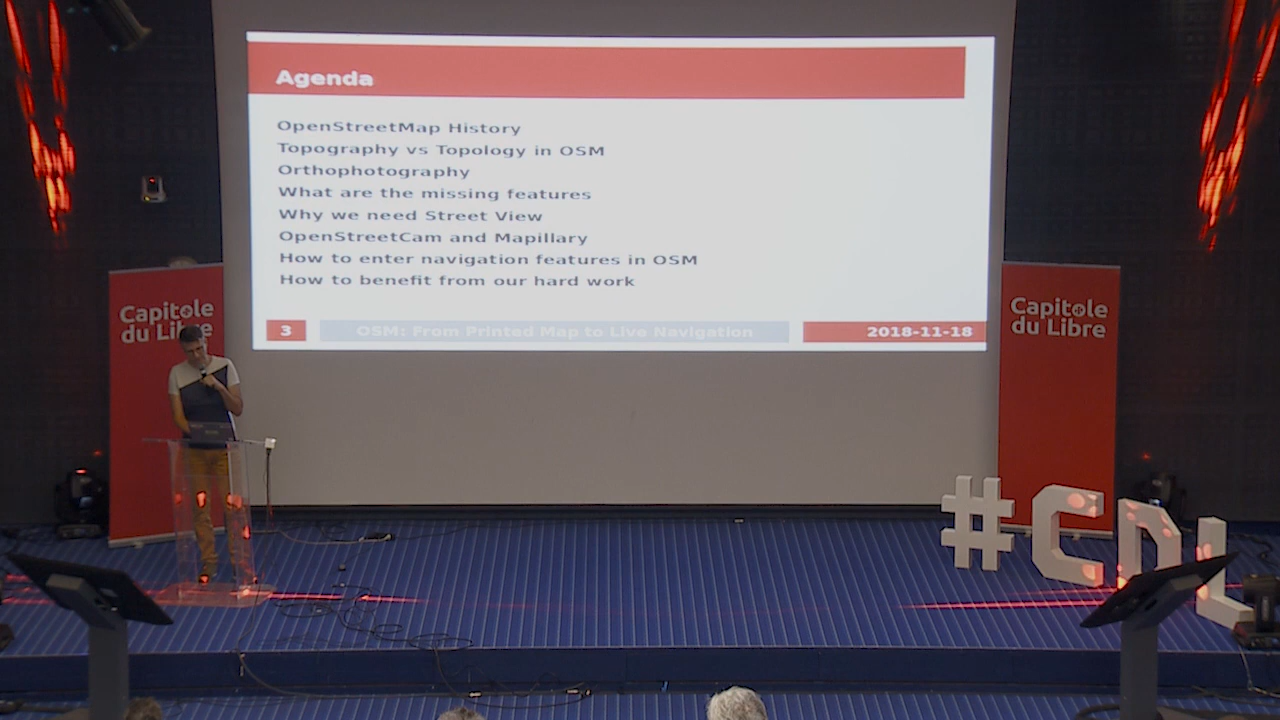 Agenda
OpenStreetMap History
Topography vs Topology in OSM
Orthophotography
What are the missing features
Why we need Street View
OpenStreetCam and Mapillary
How to enter navigation features in OSM
How to benefit from our hard work
3
OSM: From Printed Map to Live Navigation
2018-11-18
Capitole
du Libre
Capitole
du Libre
#CDL